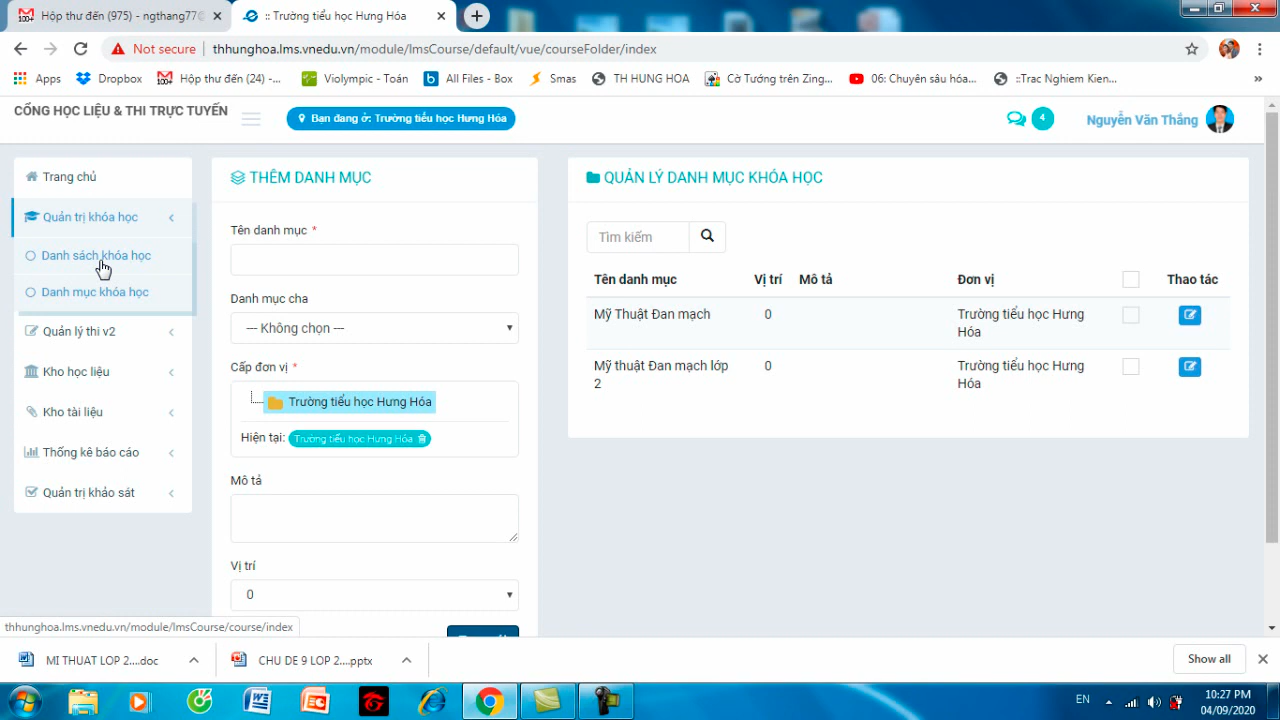 Hộp thư đến (975) - ngthang77@
:: Trường tiểu học Hưng Hóa
Not secure
thhunghoa.lms.vnedu.vn/module/lmsCourse/default/vue/courseFolder/index
Apps
Dropbox
Hộp thư đến (24) -...
Violympic - Toán
All Files - Box
Smas
TH HUNG HOA
Cờ Tướng trên Zing...
06: Chuyên sâu hóa...
::Trac Nghiem Kien...
»
CỔNG HỌC LIỆU & THI TRỰC TUYẾN
Bạn đang ở: Trường tiểu học Hưng Hóa
4
Nguyễn Văn Thắng
Trang chủ
Quản trị khóa học
Danh sách khóa học
Danh mục khóa học
Quản lý thi v2
Kho học liệu
Kho tài liệu
Thống kê báo cáo
Quản trị khảo sát
THÊM DANH MỤC
Tên danh mục *
Danh mục cha
--- Không chọn ---
Cấp đơn vị *
Trường tiểu học Hưng Hóa
Hiện tại: Trường tiểu học Hưng Hóa
Mô tả
Vị trí
0
QUẢN LÝ DANH MỤC KHÓA HỌC
Tìm kiếm
Tên danh mục Vị trí Mô tả Đơn vị Thao tác
Mỹ Thuật Đan mạch 0 Trường tiểu học Hưng
Hóa
Mỹ thuật Đan mạch lớp 0 Trường tiểu học Hưng
2 Hóa
thhunghoa.lms.vnedu.vn/module/lmsCourse/course/index
MI THUAT LOP 2....doc
CHU DE 9 LOP 2....pptx
Show all
EN
10:27 PM
04/09/2020